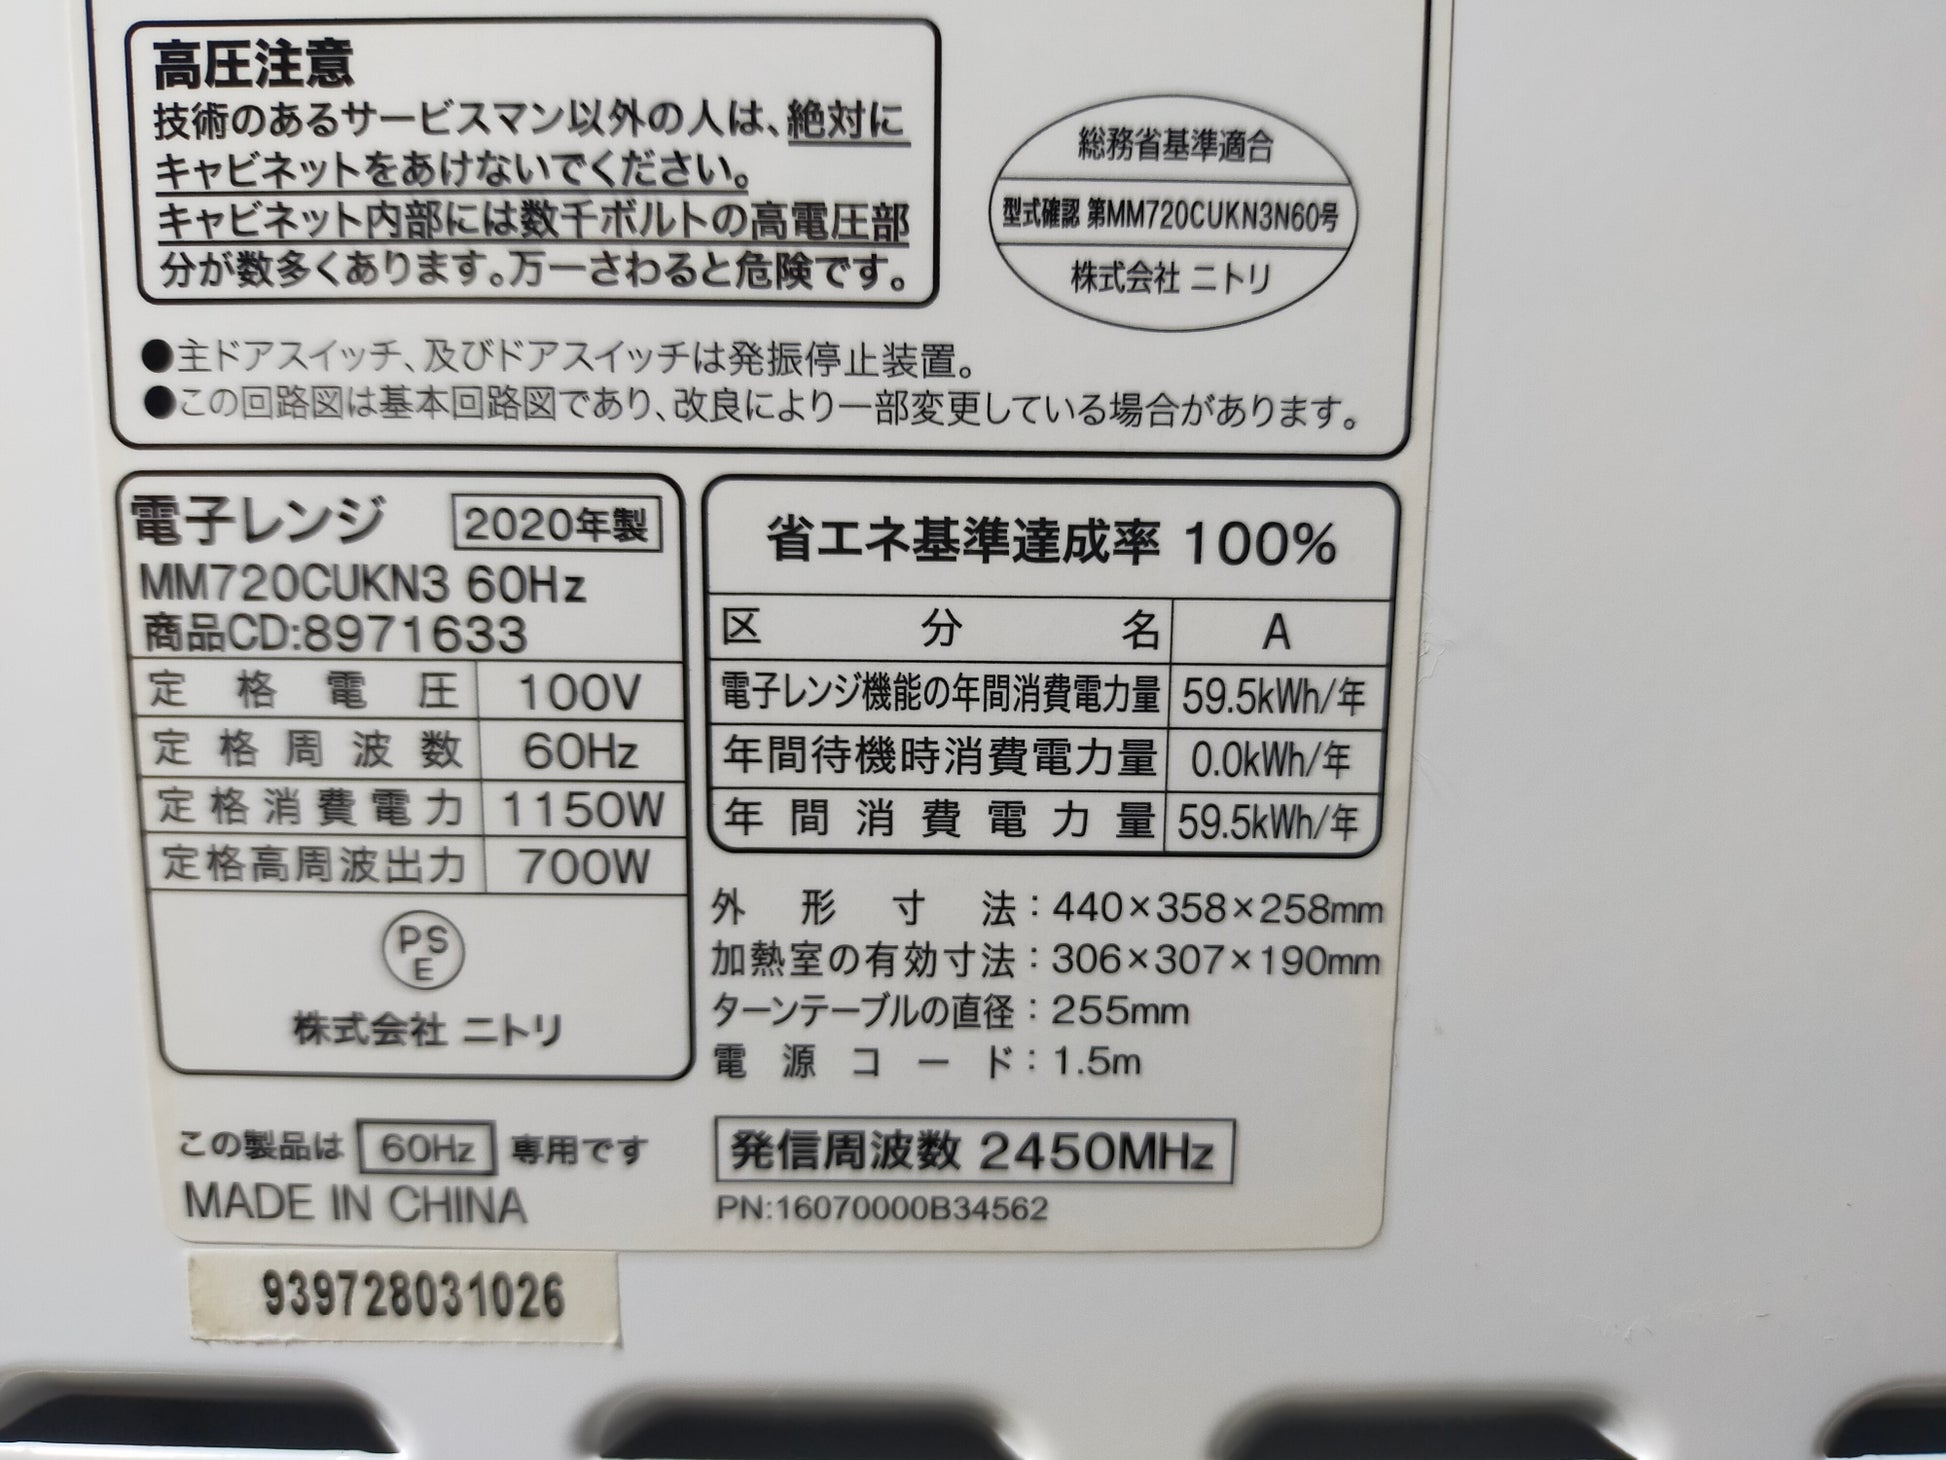 高圧注意
技術のあるサービスマン以外の人は、絶対に
キャビネットをあけないでください。
キャビネット内部には数千ボルトの高電圧部
分が数多くあります。万一さわると危険です。
総務省基準適合
型式確認 第MM720CUKN3N60号
株式会社 ニトリ
●主ドアスイッチ、及びドアスイッチは発振停止装置。
●この回路図は基本回路図であり、改良により一部変更している場合があります。
電子レンジ 2020年製
MM720CUKN3 60Hz
商品CD:8971633
定格電圧 100V
定格周波数 60Hz
定格消費電力 1150W
定格高周波出力 700W
PS
E
株式会社 ニトリ
省エネ基準達成率 100%
区分名 A
電子レンジ機能の年間消費電力量 59.5kWh/年
年間待機時消費電力量 0.0kWh/年
年間消費電力量 59.5kWh/年
外形寸法:440×358×258mm
加熱室の有効寸法:306×307×190mm
ターンテーブルの直径:255mm
電源コード:1.5m
この製品は 60Hz 専用です
MADE IN CHINA
発信周波数 2450MHz
PN:16070000B34562
939728031026